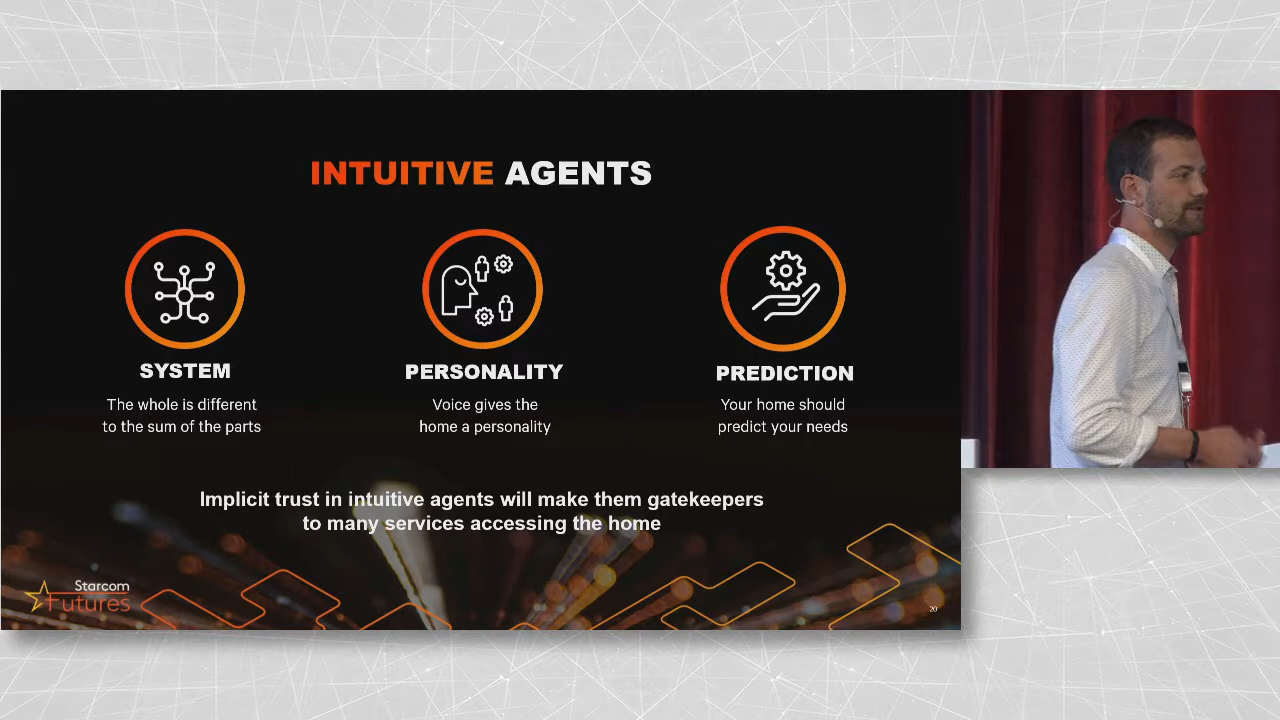 INTUITIVE AGENTS
SYSTEM
The whole is different
to the sum of the parts
PERSONALITY
Voice gives the
home a personality
PREDICTION
Your home should
predict your needs
Implicit trust in intuitive agents will make them gatekeepers
to many services accessing the home
Starcom
Futures
20